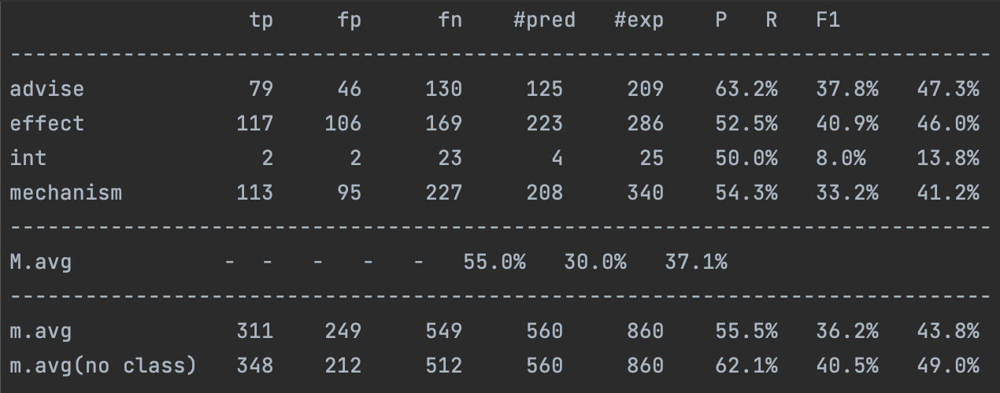 tp     fp      fn    #pred   #exp    P   R   F1
------------------------------------------------------------------------------
advise             79     46     130     125     209    63.2%   37.8%   47.3%
effect            117    106     169     223     286    52.5%   40.9%   46.0%
int                 2      2      23       4      25    50.0%   8.0%    13.8%
mechanism         113     95     227     208     340    54.3%   33.2%   41.2%
------------------------------------------------------------------------------
M.avg            -  -   -   -   -   55.0%   30.0%   37.1%
------------------------------------------------------------------------------
m.avg             311    249     549     560     860    55.5%   36.2%   43.8%
m.avg(no class)   348    212     512     560     860    62.1%   40.5%   49.0%